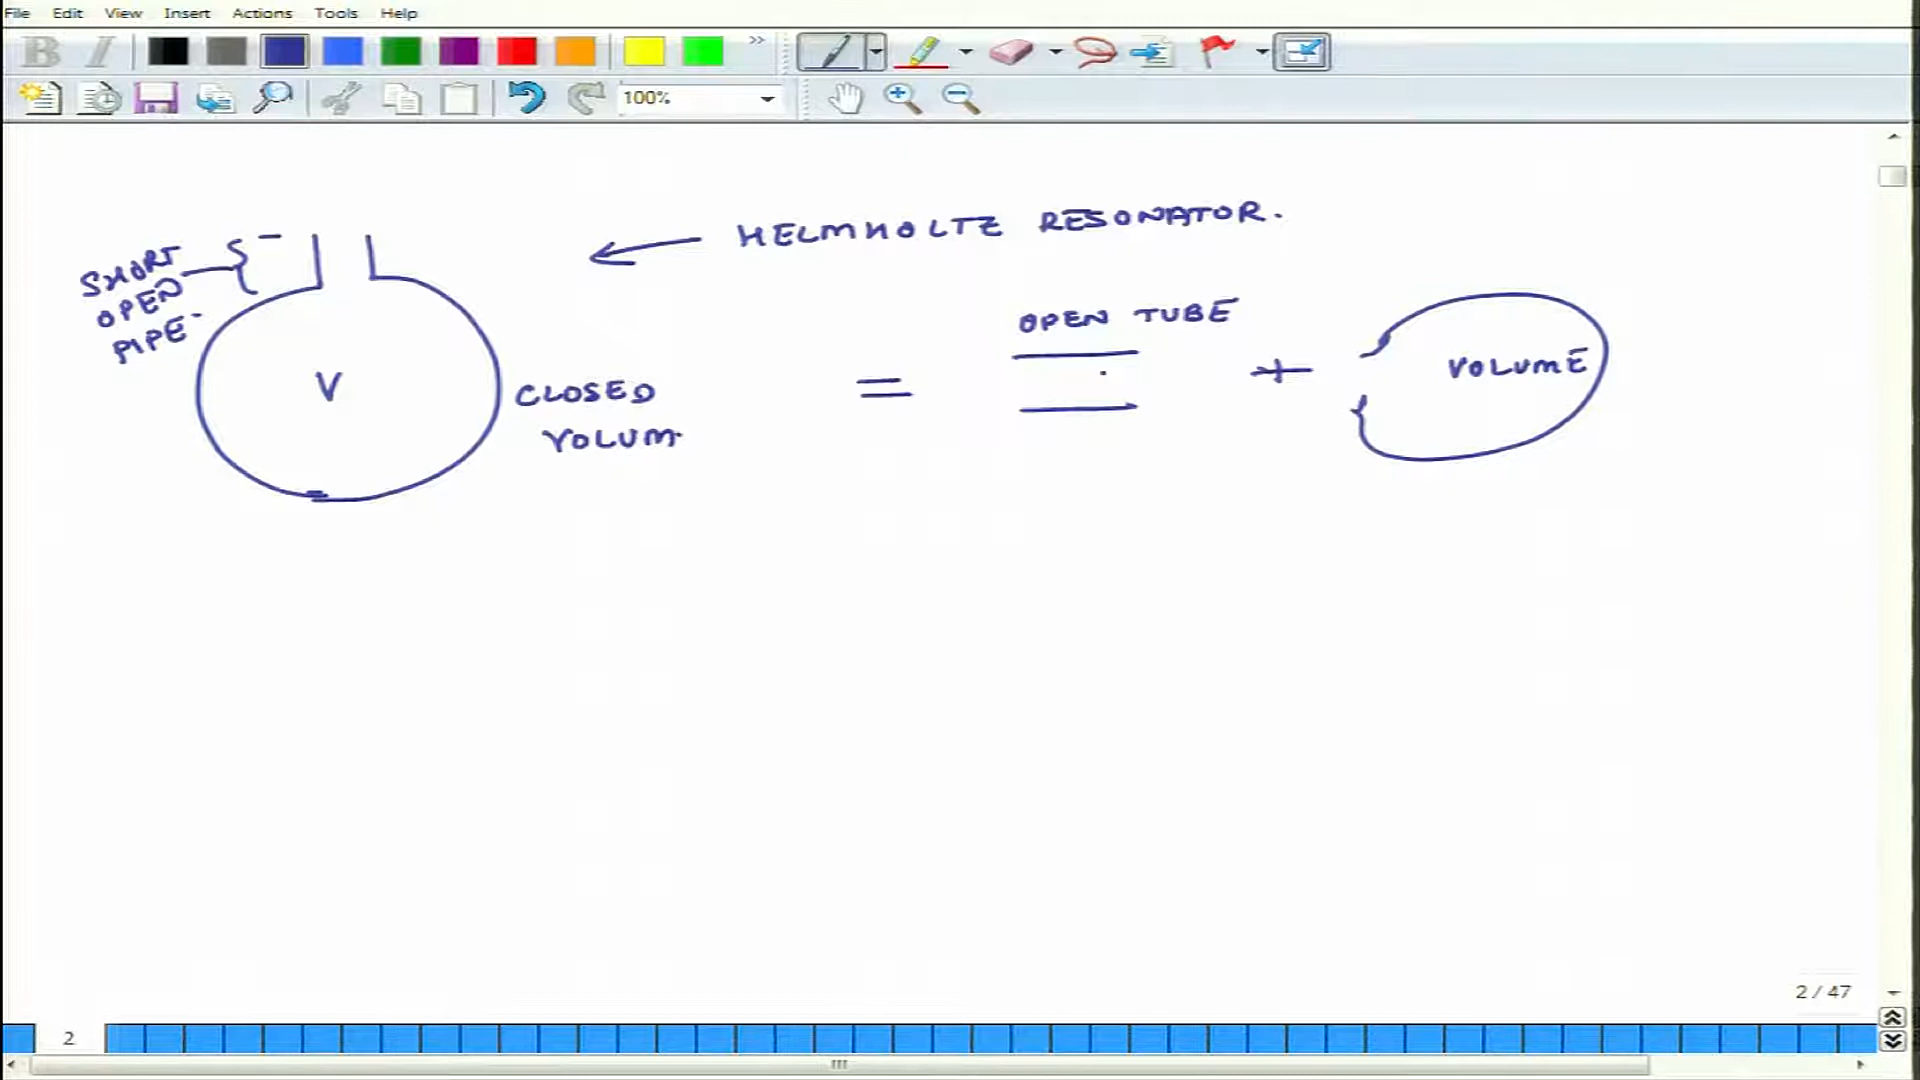 File Edit View Insert Actions Tools Help
B I
100%
HELMHOLTZ RESONATOR.
SHORT
OPEN
PIPE
V
CLOSED
VOLUM
=
OPEN TUBE
+
VOLUME
2 / 47
2